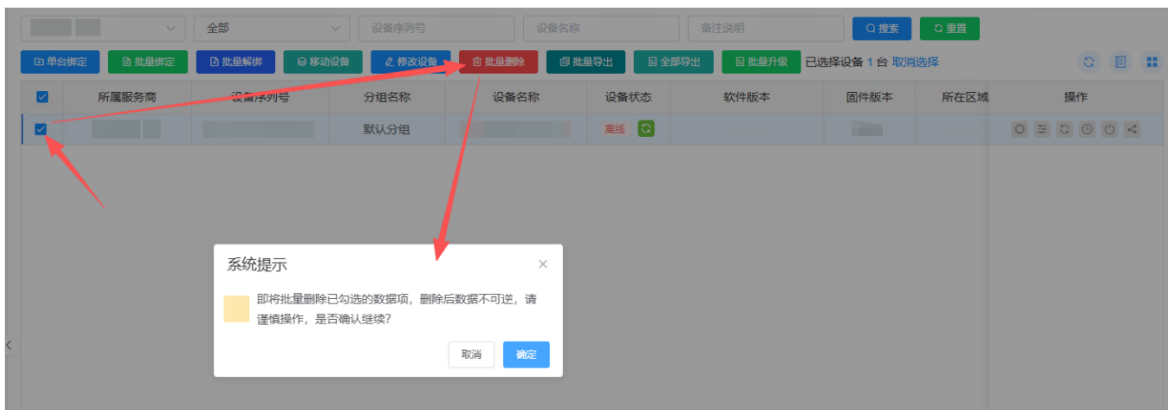 全部 设备序列号 设备名称 备注说明 搜索 重置
单台绑定 批量绑定 批量解绑 移动设备 修改设备 批量删除 批量导出 全部导出 批量升级 已选择设备 1 台 取消选择
所属服务商 设备序列号 分组名称 设备名称 设备状态 软件版本 固件版本 所在区域 操作
默认分组 离线
系统提示
即将批量删除已勾选的数据项，删除后数据不可逆，请
谨慎操作，是否确认继续？
取消 确定